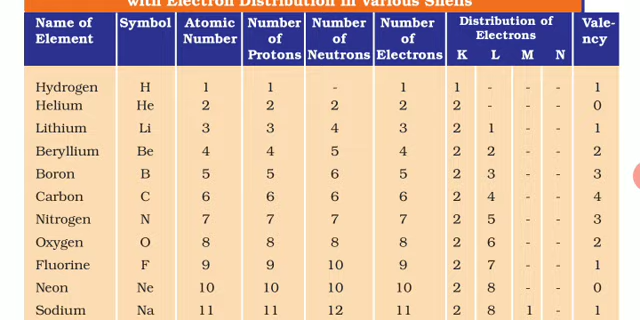 with Electron Distribution in Various Shells
Name of Element Symbol Atomic Number Number of Protons Number of Neutrons Number of Electrons Distribution of Electrons K L M N Vale-ncy
Hydrogen H 1 1 - 1 1 - - - 1
Helium He 2 2 2 2 2 - - - 0
Lithium Li 3 3 4 3 2 1 - - 1
Beryllium Be 4 4 5 4 2 2 - - 2
Boron B 5 5 6 5 2 3 - - 3
Carbon C 6 6 6 6 2 4 - - 4
Nitrogen N 7 7 7 7 2 5 - - 3
Oxygen O 8 8 8 8 2 6 - - 2
Fluorine F 9 9 10 9 2 7 - - 1
Neon Ne 10 10 10 10 2 8 - - 0
Sodium Na 11 11 12 11 2 8 1 - 1